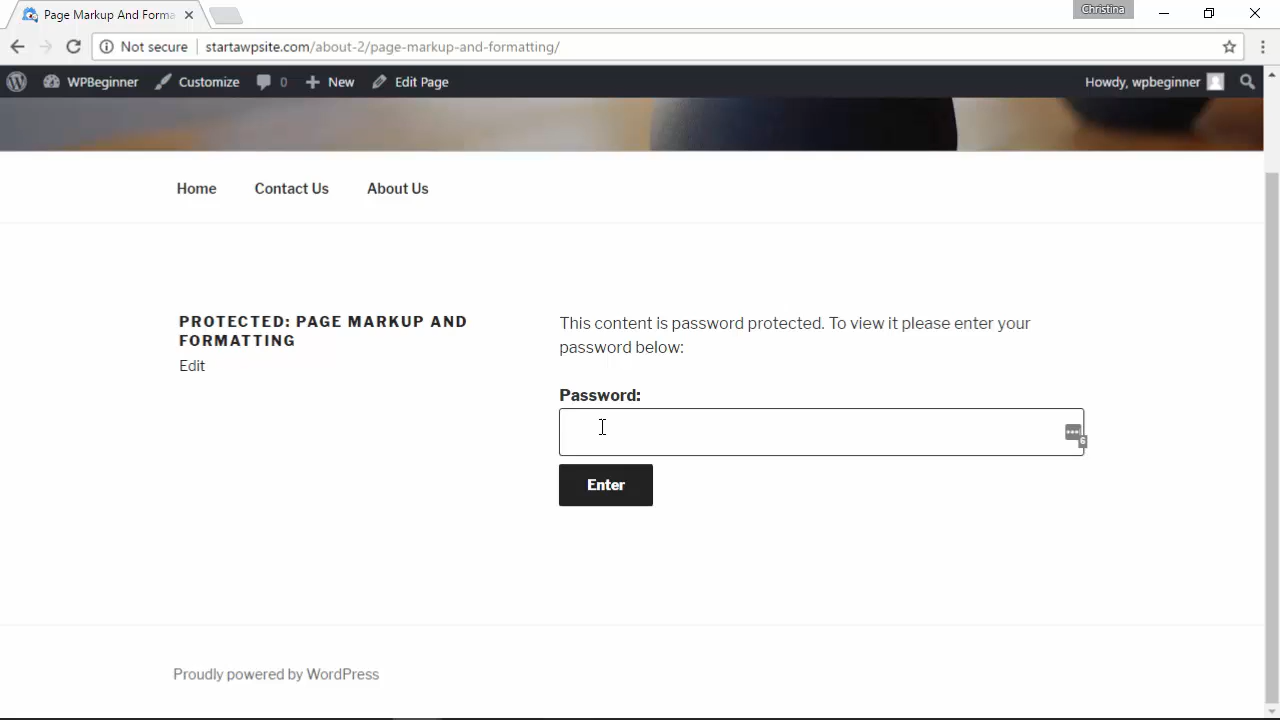 Page Markup And Forma
Christina
Not secure
startawpsite.com/about-2/page-markup-and-formatting/
WPBeginner
Customize
0
New
Edit Page
Howdy, wpbeginner
Home
Contact Us
About Us
PROTECTED: PAGE MARKUP AND
FORMATTING
Edit
This content is password protected. To view it please enter your
password below:
Password:
6
Enter
Proudly powered by WordPress